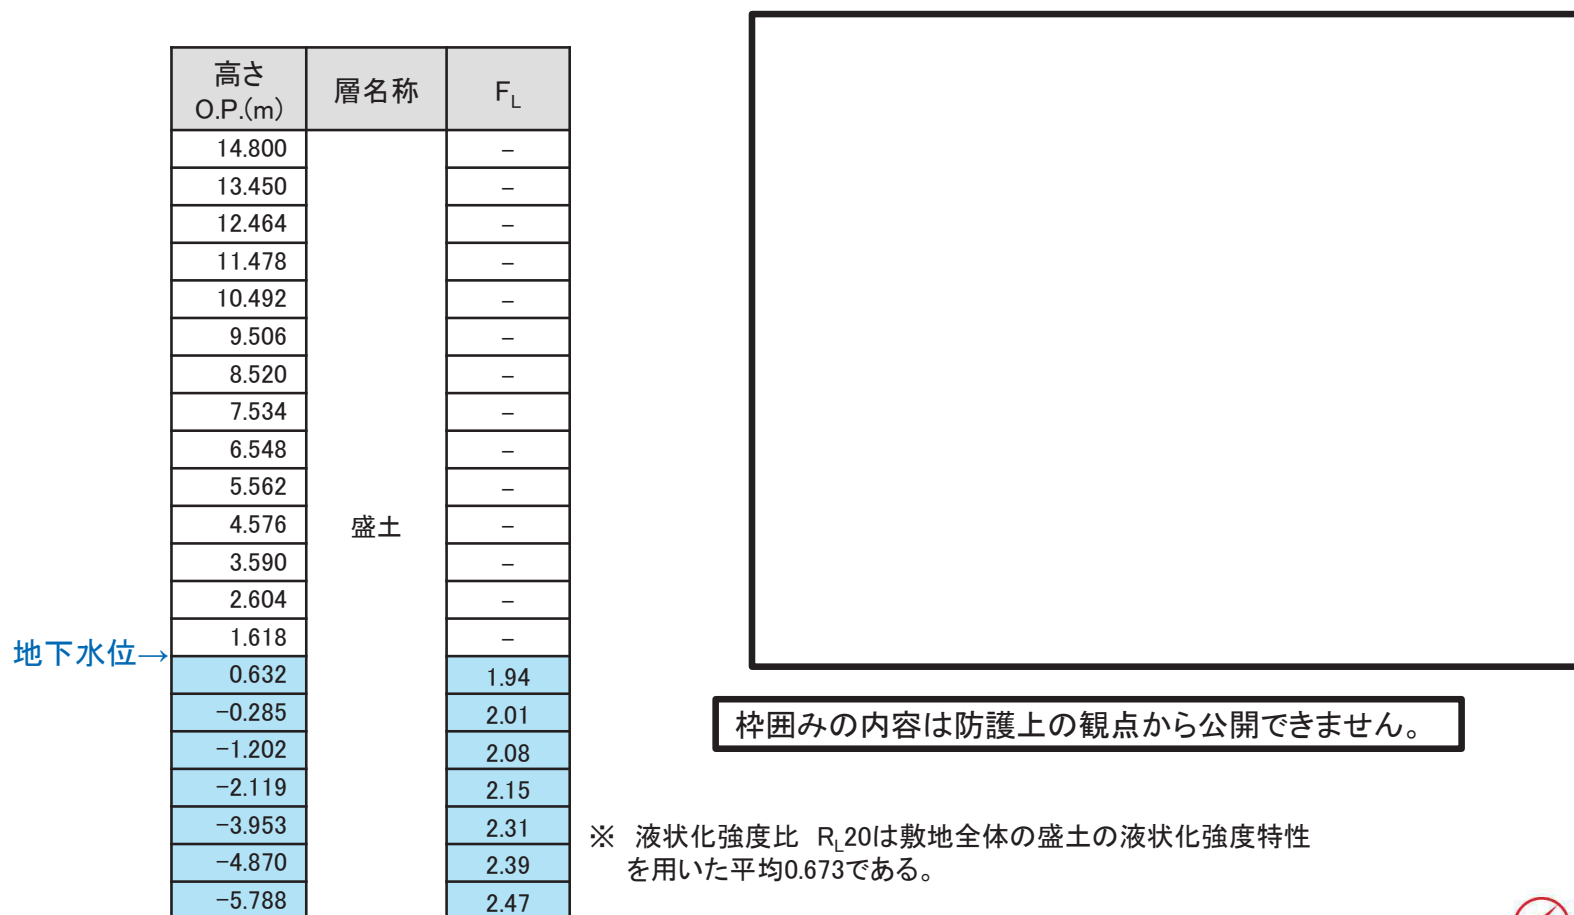 高さ
O.P.(m) 層名称 FL
14.800 –
13.450 –
12.464 –
11.478 –
10.492 –
9.506 –
8.520 –
7.534 –
6.548 –
5.562 –
4.576 盛土 –
3.590 –
2.604 –
1.618 –
地下水位→
0.632 1.94
−0.285 2.01
−1.202 2.08
−2.119 2.15
−3.953 2.31
−4.870 2.39
−5.788 2.47
枠囲みの内容は防護上の観点から公開できません。
※ 液状化強度比 RL20は敷地全体の盛土の液状化強度特性
を用いた平均0.673である。